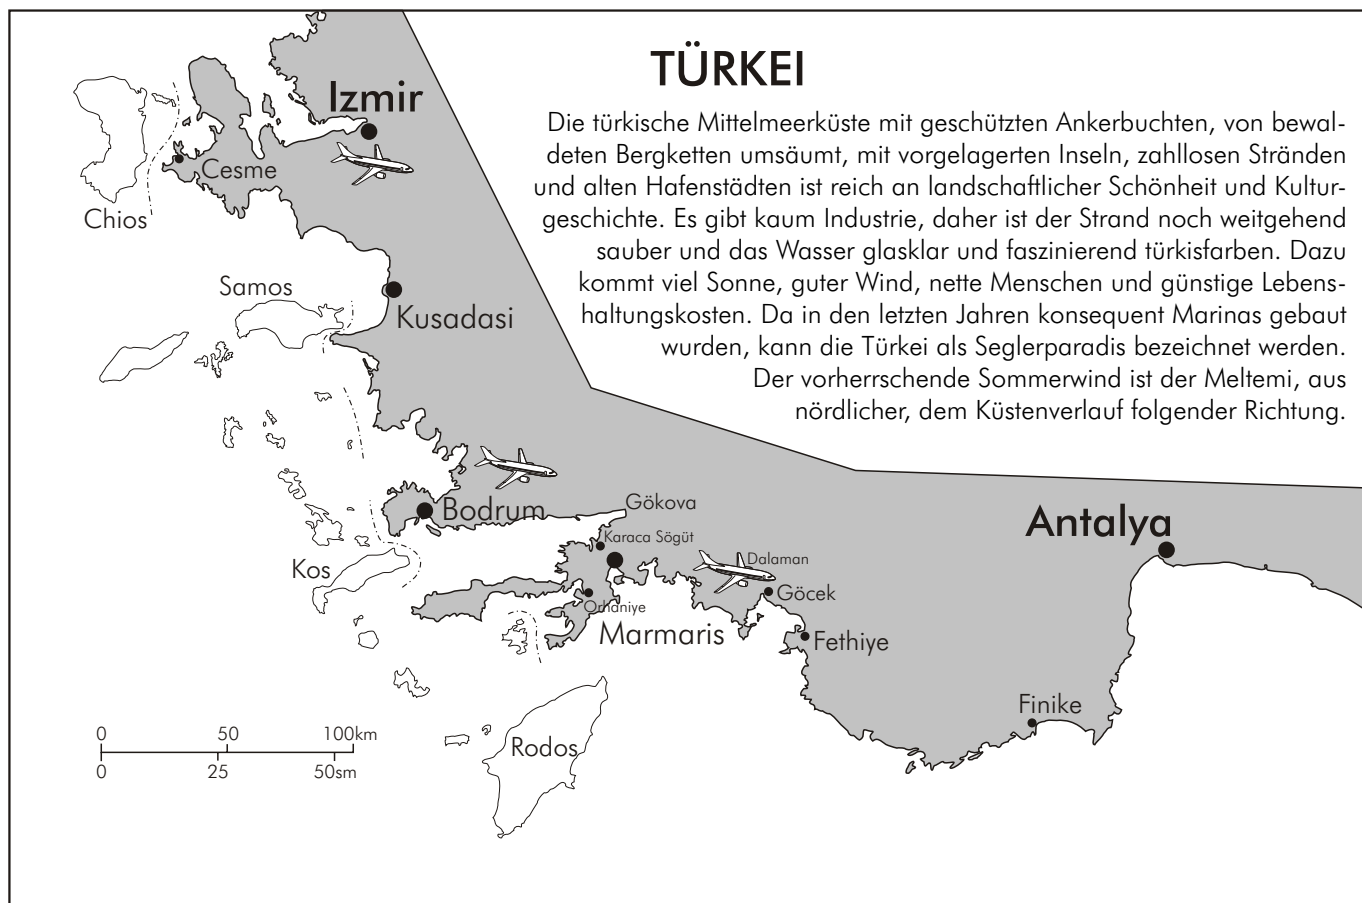 TÜRKEI
Die türkische Mittelmeerküste mit geschützten Ankerbuchten, von bewal-
deten Bergketten umsäumt, mit vorgelagerten Inseln, zahllosen Stränden
und alten Hafenstädten ist reich an landschaftlicher Schönheit und Kultur-
geschichte. Es gibt kaum Industrie, daher ist der Strand noch weitgehend
sauber und das Wasser glasklar und faszinierend türkisfarben. Dazu
kommt viel Sonne, guter Wind, nette Menschen und günstige Lebens-
haltungskosten. Da in den letzten Jahren konsequent Marinas gebaut
wurden, kann die Türkei als Seglerparadis bezeichnet werden.
Der vorherrschende Sommerwind ist der Meltemi, aus
nördlicher, dem Küstenverlauf folgender Richtung.
Izmir
Cesme
Chios
Samos
Kusadasi
Bodrum
Gökova
Antalya
Karaca Sögüt
Dalaman
Kos
Göcek
Orhaniye
Marmaris
Fethiye
Finike
Rodos
0 50 100km
0 25 50sm